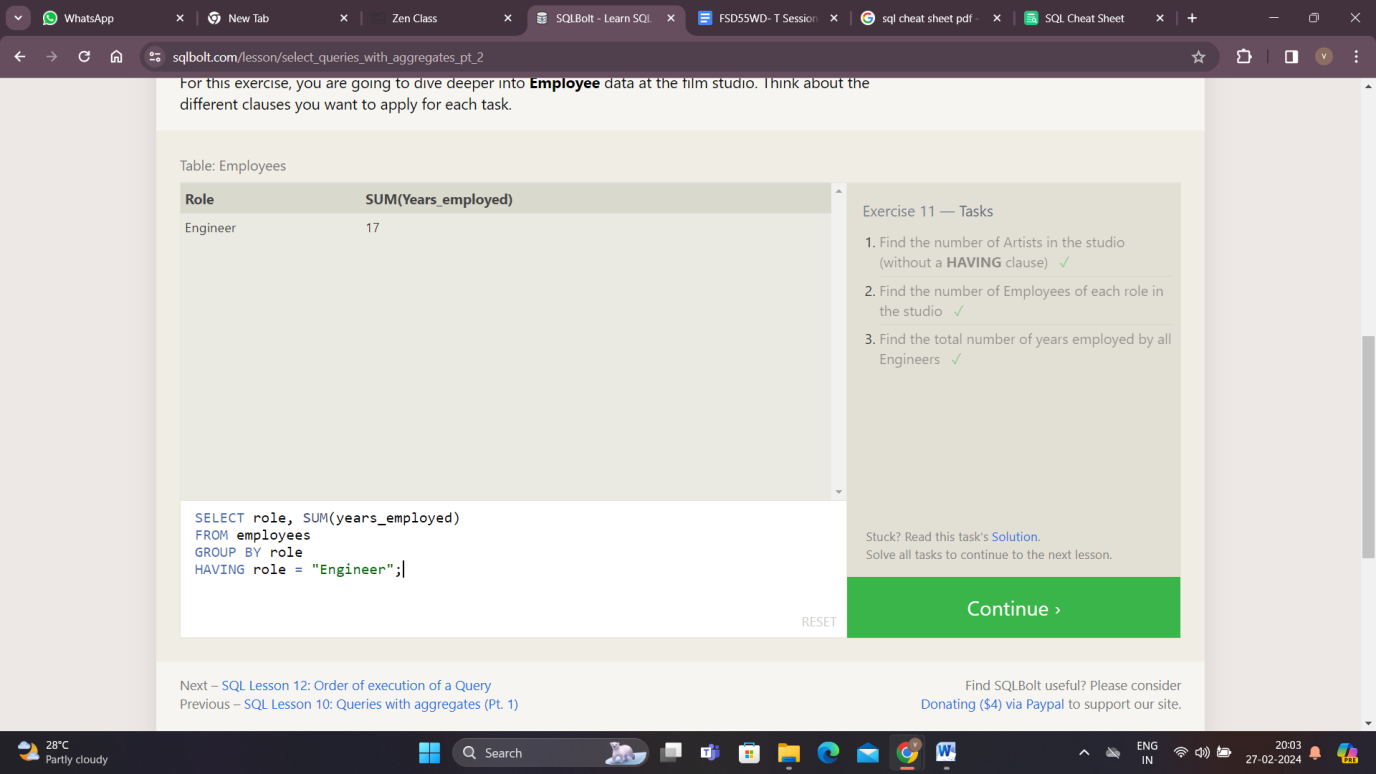 WhatsApp
New Tab
Zen Class
SQLBolt - Learn SQL
FSD55WD- T Session
sql cheat sheet pdf -
SQL Cheat Sheet
sqlbolt.com/lesson/select_queries_with_aggregates_pt_2
V
For this exercise, you are going to dive deeper into Employee data at the film studio. Think about the
different clauses you want to apply for each task.
Table: Employees
Role SUM(Years_employed)
Engineer 17
Exercise 11 — Tasks
1. Find the number of Artists in the studio
(without a HAVING clause) ✓
2. Find the number of Employees of each role in
the studio ✓
3. Find the total number of years employed by all
Engineers ✓
SELECT role, SUM(years_employed)
FROM employees
GROUP BY role
HAVING role = "Engineer";
RESET
Stuck? Read this task's Solution.
Solve all tasks to continue to the next lesson.
Continue ›
Next – SQL Lesson 12: Order of execution of a Query
Previous – SQL Lesson 10: Queries with aggregates (Pt. 1)
Find SQLBolt useful? Please consider
Donating ($4) via Paypal to support our site.
28°C
Partly cloudy
Search
ENG
IN
20:03
27-02-2024
PRE